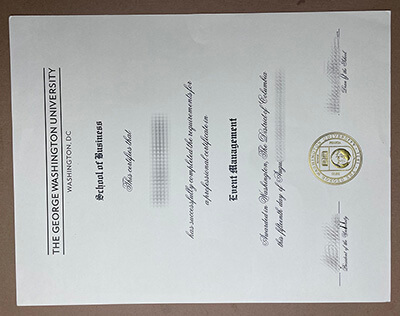 THE GEORGE WASHINGTON UNIVERSITY
WASHINGTON, DC
School of Business
This certifies that
has successfully completed the requirements for
a professional certificate in
Event Management
Awarded in Washington, The District of Columbia
this fifteenth day of
Dean of the School
President of the University